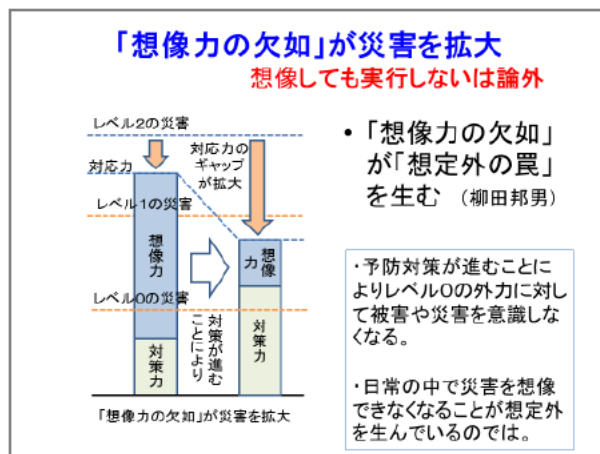 「想像力の欠如」が災害を拡大
想像しても実行しないは論外
レベル2の災害
対応力
対応力の
ギャップ
が拡大
レベル1の災害
想像力
想像
力
レベル0の災害
対策が進む
ことにより
対策力
対策力
「想像力の欠如」が災害を拡大
・「想像力の欠如」
が「想定外の罠」
を生む (柳田邦男)
・予防対策が進むことに
よりレベル0の外力に対して
被害や災害を意識しな
くなる。
・日常の中で災害を想像
できなくなることが想定外
を生んでいるのでは。